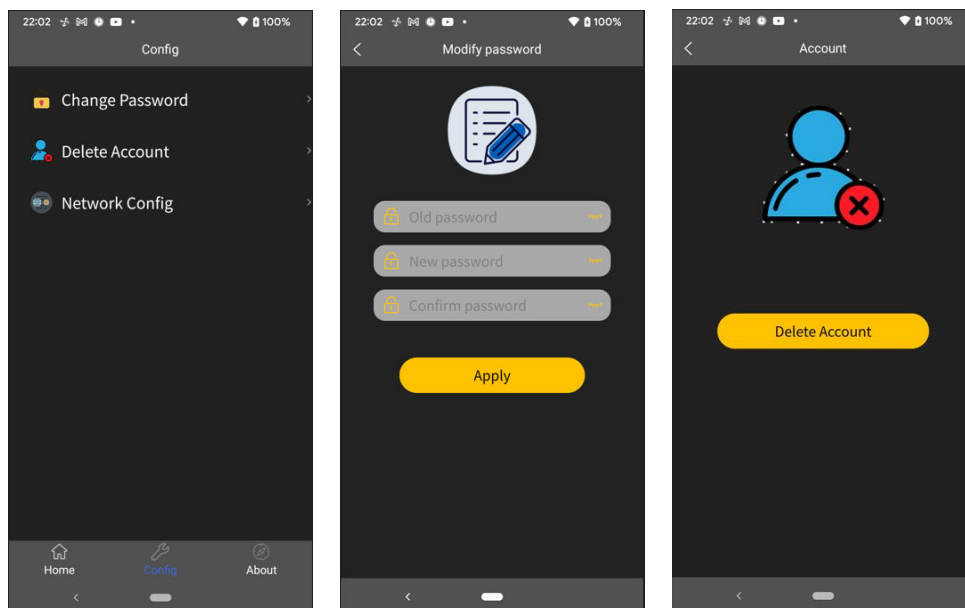 22:02 100%
Config
Change Password
Delete Account
Network Config
Home Config About
22:02 100%
Modify password
Old password
New password
Confirm password
Apply
22:02 100%
Account
Delete Account